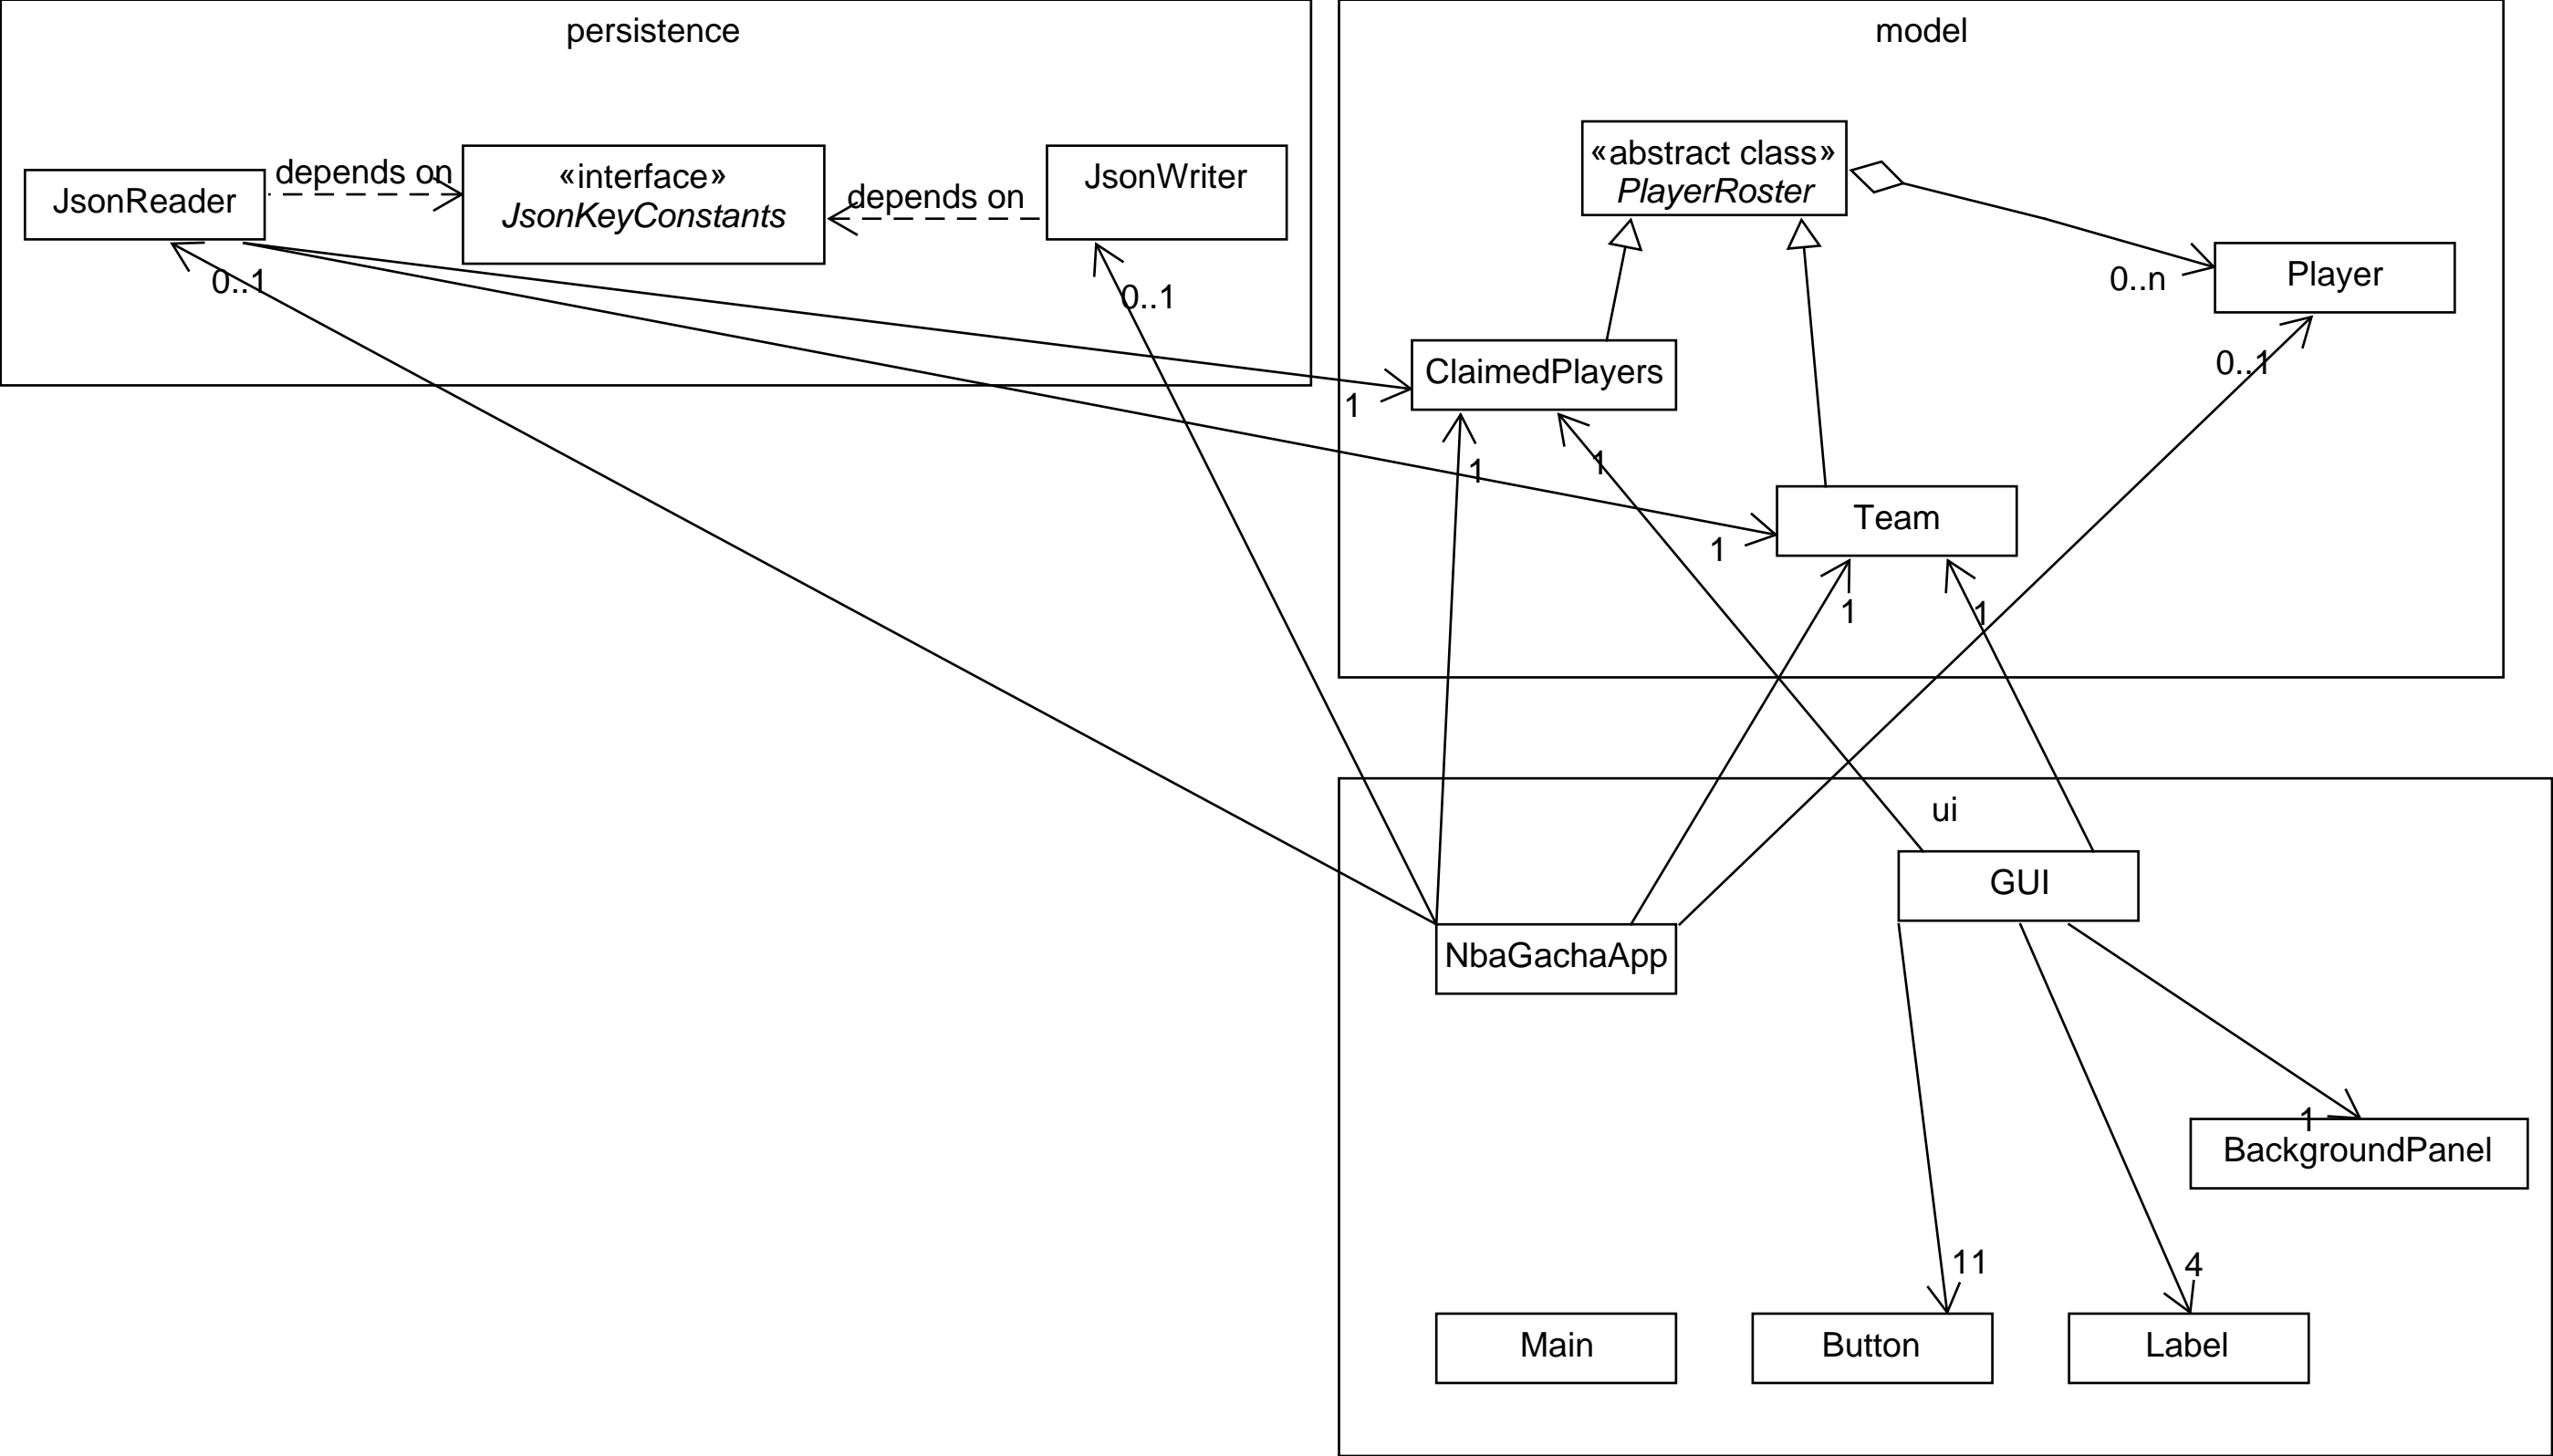 persistence
model
«abstract class»
PlayerRoster
depends on
«interface»
JsonKeyConstants
JsonWriter
JsonReader
depends on
0..1
0..1
0..n
Player
ClaimedPlayers
0..1
1
1
1
Team
1
1
1
ui
GUI
NbaGachaApp
1
BackgroundPanel
11
4
Main
Button
Label